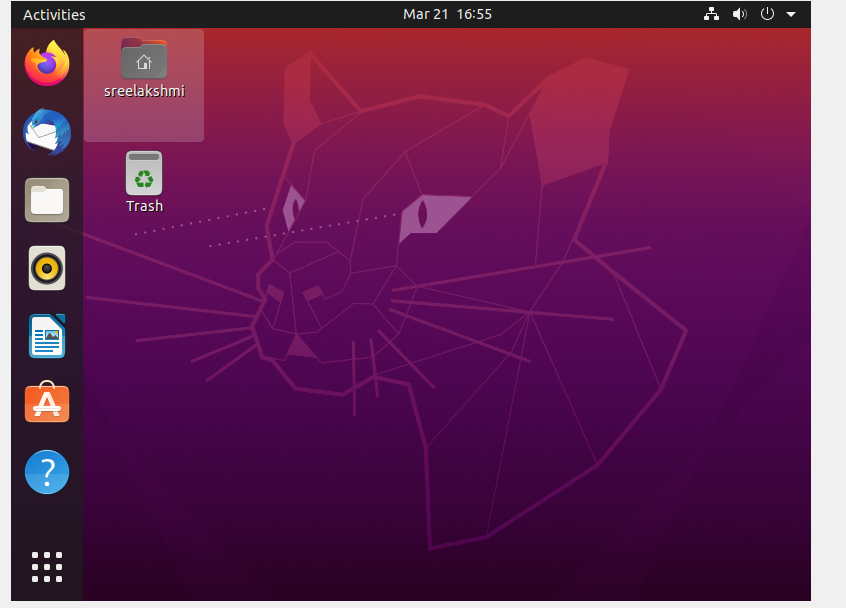 Activities
Mar 21 16:55
sreelakshmi
Trash
?